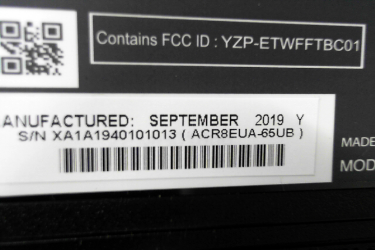 Contains FCC ID : YZP-ETWFFTBC01
ANUFACTURED: SEPTEMBER 2019 Y
S/N XA1A1940101013 ( ACR8EUA-65UB )
MADE
MOD